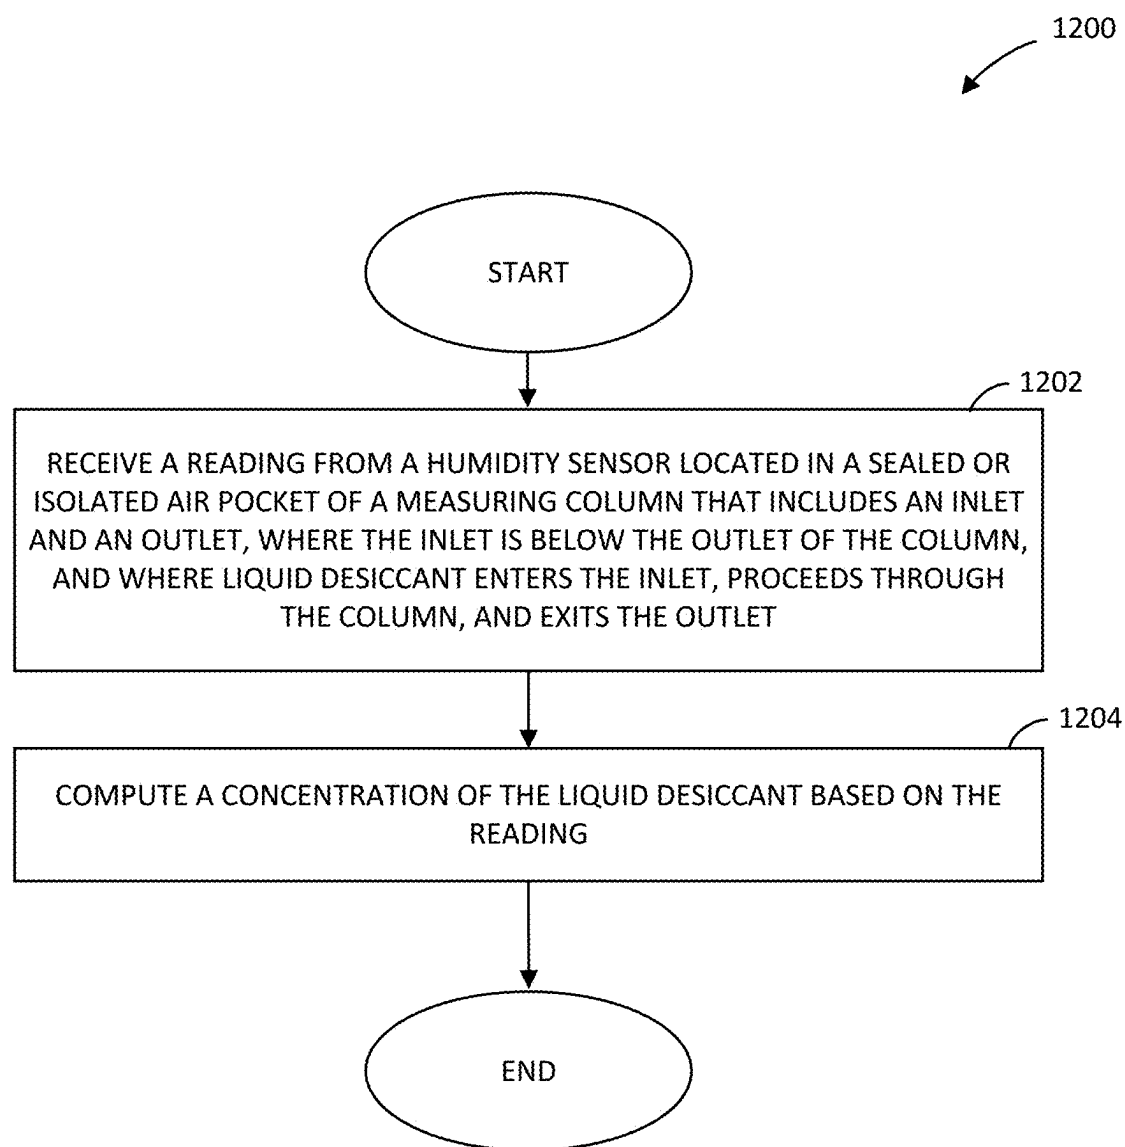 1200
START
1202
RECEIVE A READING FROM A HUMIDITY SENSOR LOCATED IN A SEALED OR
ISOLATED AIR POCKET OF A MEASURING COLUMN THAT INCLUDES AN INLET
AND AN OUTLET, WHERE THE INLET IS BELOW THE OUTLET OF THE COLUMN,
AND WHERE LIQUID DESICCANT ENTERS THE INLET, PROCEEDS THROUGH
THE COLUMN, AND EXITS THE OUTLET
1204
COMPUTE A CONCENTRATION OF THE LIQUID DESICCANT BASED ON THE
READING
END